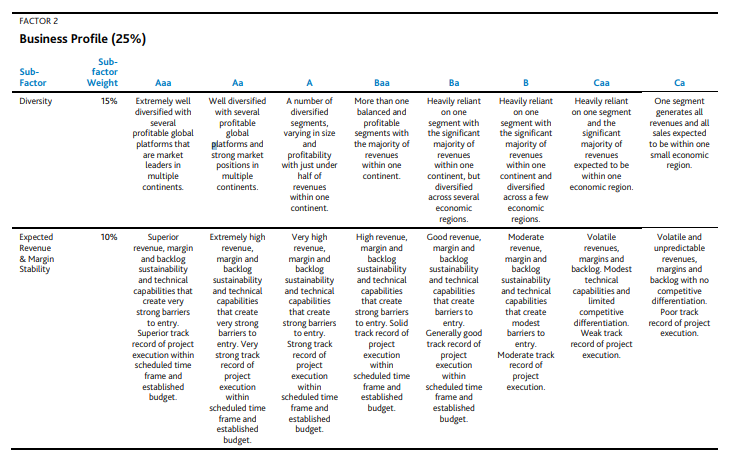 FACTOR 2
Business Profile (25%)
Sub-
Factor
Sub-
factor
Weight
Aaa
Aa
A
Baa
Ba
B
Caa
Ca
Diversity
15%
Extremely well
diversified with
several
profitable global
platforms that
are market
leaders in
multiple
continents.
Well diversified
with several
profitable
global
platforms and
strong market
positions in
multiple
continents.
A number of
diversified
segments,
varying in size
and
profitability
with just under
half of
revenues
within one
continent.
More than one
balanced and
profitable
segments with
the majority of
revenues
within one
continent.
Heavily reliant
on one
segment with
the significant
majority of
revenues
within one
continent, but
diversified
across several
economic
regions.
Heavily reliant
on one
segment with
the significant
majority of
revenues
within one
continent and
diversified
across a few
economic
regions.
Heavily reliant
on one segment
and the
significant
majority of
revenues
expected to be
within one
economic region.
One segment
generates all
revenues and all
sales expected
to be within one
small economic
region.
Expected
Revenue
& Margin
Stability
10%
Superior
revenue, margin
and backlog
sustainability
and technical
capabilities that
create very
strong barriers
to entry.
Superior track
record of project
execution within
scheduled time
frame and
established
budget.
Extremely high
revenue,
margin and
backlog
sustainability
and technical
capabilities
that create
very strong
barriers to
entry. Very
strong track
record of
project
execution
within
scheduled time
frame and
established
budget.
Very high
revenue,
margin and
backlog
sustainability
and technical
capabilities
that create
strong barriers
to entry.
Strong track
record of
project
execution
within
scheduled time
frame and
established
budget.
High revenue,
margin and
backlog
sustainability
and technical
capabilities
that create
strong barriers
to entry. Solid
track record of
project
execution
within
scheduled time
frame and
established
budget.
Good revenue,
margin and
backlog
sustainability
and technical
capabilities
that create
barriers to
entry.
Generally good
track record of
project
execution
within
scheduled time
frame and
established
budget.
Moderate
revenue,
margin and
backlog
sustainability
and technical
capabilities
that create
modest
barriers to
entry.
Moderate track
record of
project
execution.
Volatile
revenues,
margins and
backlog. Modest
technical
capabilities and
limited
competitive
differentiation.
Weak track
record of project
execution.
Volatile and
unpredictable
revenues,
margins and
backlog with no
competitive
differentiation.
Poor track
record of project
execution.